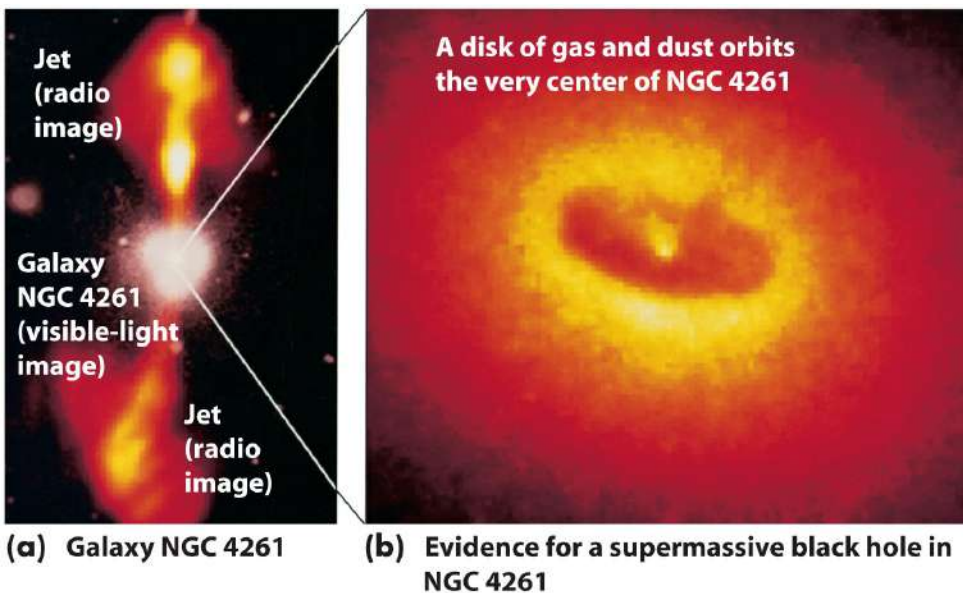 Jet
(radio
image)
Galaxy
NGC 4261
(visible-light
image)
Jet
(radio
image)
A disk of gas and dust orbits
the very center of NGC 4261
(a) Galaxy NGC 4261
(b) Evidence for a supermassive black hole in
NGC 4261